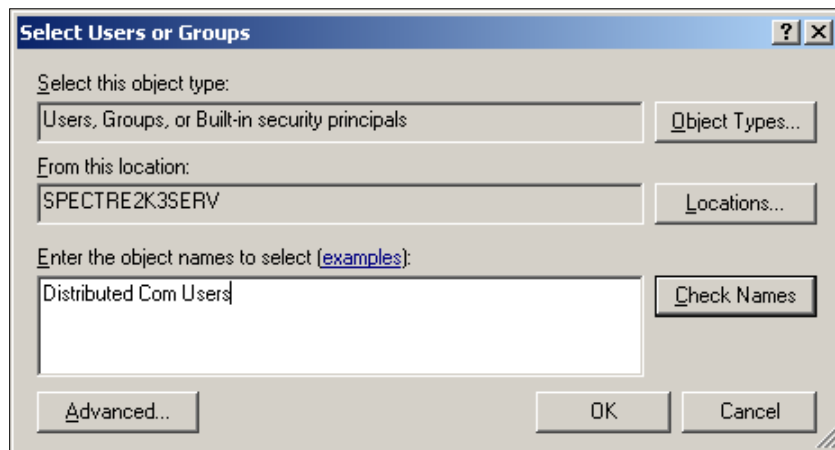 Select Users or Groups
Select this object type:
Users, Groups, or Built-in security principals
Object Types...
From this location:
SPECTRE2K3SERV
Locations...
Enter the object names to select (examples):
Distributed Com Users
Check Names
Advanced...
OK
Cancel